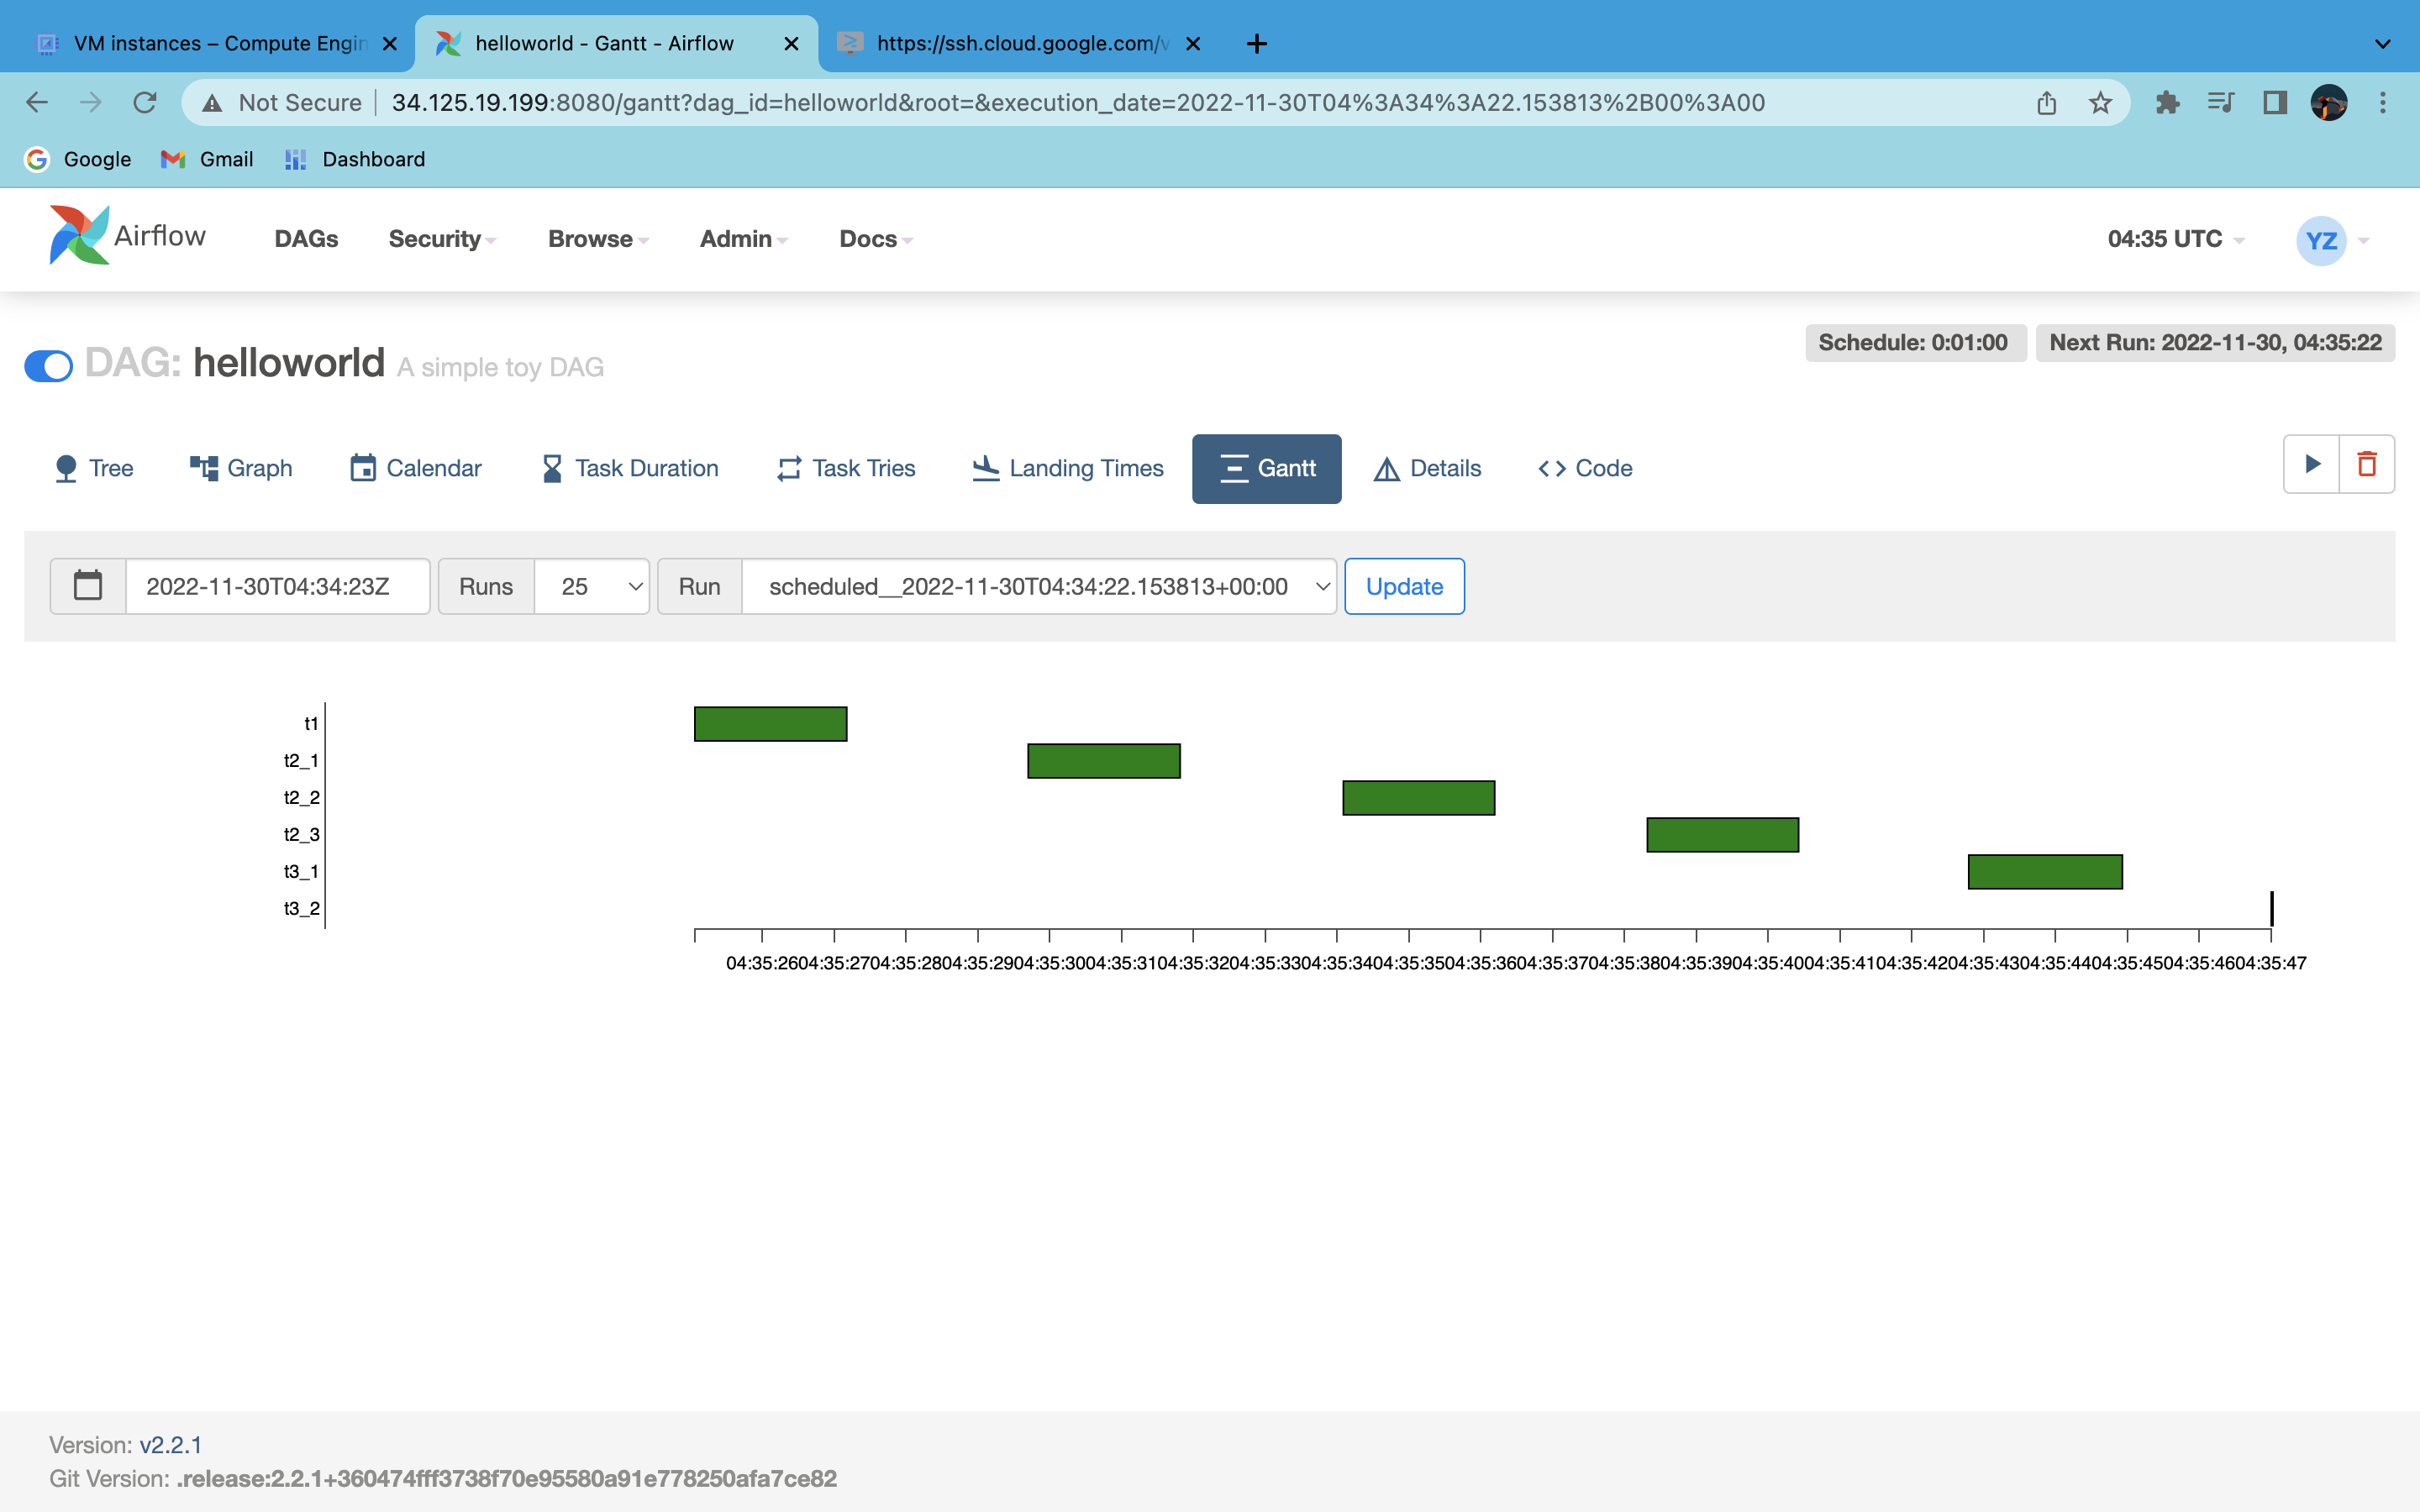 VM instances – Compute Engin
helloworld - Gantt - Airflow
https://ssh.cloud.google.com/v
Not Secure
34.125.19.199:8080/gantt?dag_id=helloworld&root=&execution_date=2022-11-30T04%3A34%3A22.153813%2B00%3A00
Google Gmail Dashboard
Airflow DAGs Security Browse Admin Docs 04:35 UTC YZ
Schedule: 0:01:00 Next Run: 2022-11-30, 04:35:22
DAG: helloworld A simple toy DAG
Tree Graph Calendar Task Duration Task Tries Landing Times Gantt Details Code
2022-11-30T04:34:23Z Runs 25 Run scheduled__2022-11-30T04:34:22.153813+00:00 Update
t1
t2_1
t2_2
t2_3
t3_1
t3_2
04:35:2604:35:2704:35:2804:35:2904:35:3004:35:3104:35:3204:35:3304:35:3404:35:3504:35:3604:35:3704:35:3804:35:3904:35:4004:35:4104:35:4204:35:4304:35:4404:35:4504:35:4604:35:47
Version: v2.2.1
Git Version: .release:2.2.1+360474fff3738f70e95580a91e778250afa7ce82